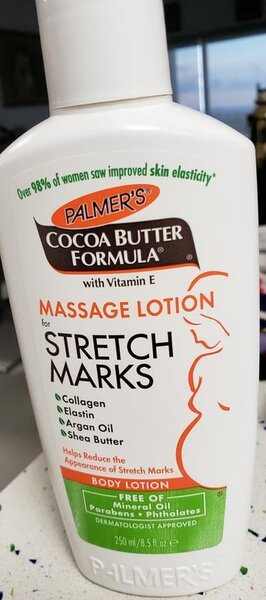 Over 98% of women saw improved skin elasticity*
PALMER'S®
COCOA BUTTER
FORMULA®
with Vitamin E
MASSAGE LOTION
for
STRETCH
MARKS
Collagen
Elastin
Argan Oil
Shea Butter
Helps Reduce the
Appearance of Stretch Marks
BODY LOTION
FREE OF
Mineral Oil
Parabens • Phthalates
DERMATOLOGIST APPROVED
250 ml/8.5 fl. oz. e
PALMER'S